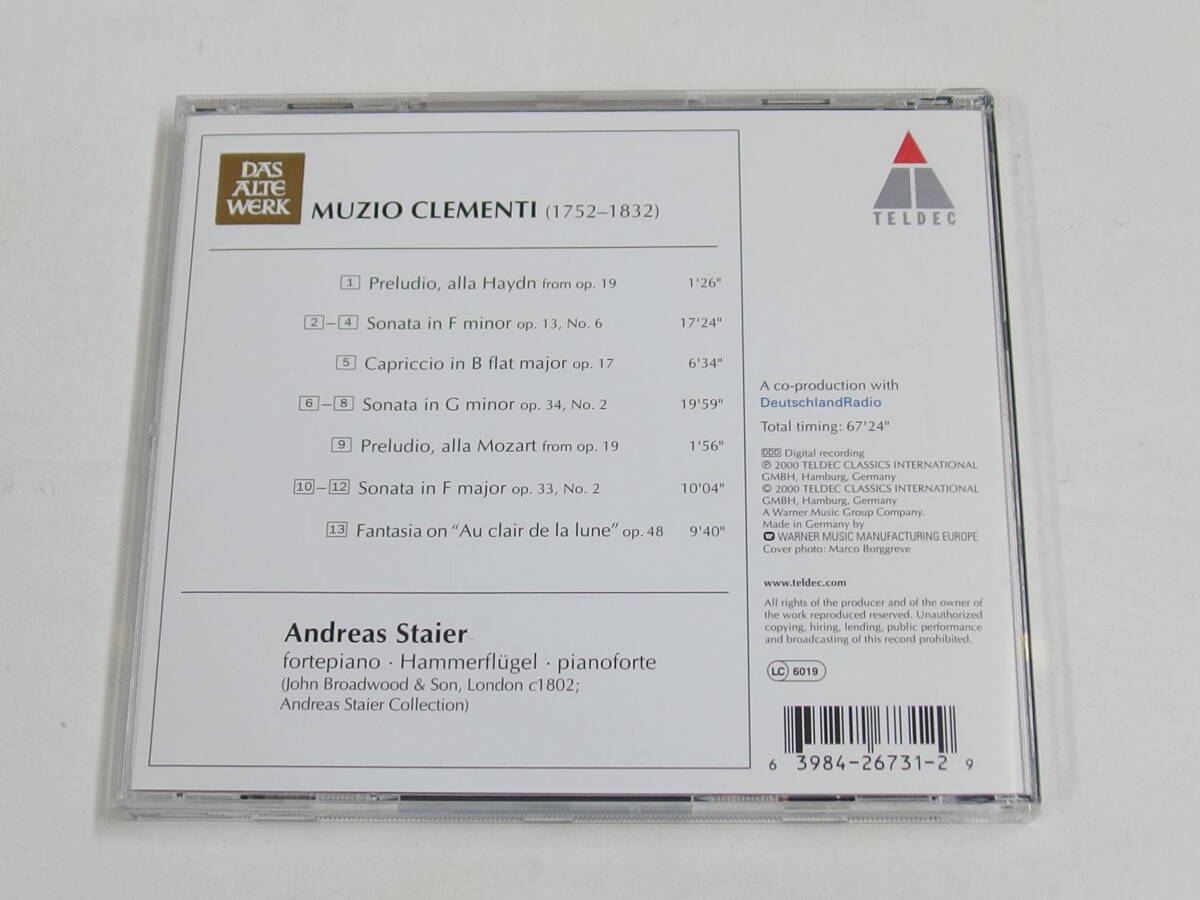 DAS
ALTE
WERK
MUZIO CLEMENTI (1752–1832)
1 Preludio, alla Haydn from op. 19 1'26"
2–4 Sonata in F minor op. 13, No. 6 17'24"
5 Capriccio in B flat major op. 17 6'34"
6–8 Sonata in G minor op. 34, No. 2 19'59"
9 Preludio, alla Mozart from op. 19 1'56"
10–12 Sonata in F major op. 33, No. 2 10'04"
13 Fantasia on “Au clair de la lune” op. 48 9'40"
Andreas Staier
fortepiano · Hammerflügel · pianoforte
(John Broadwood & Son, London c1802;
Andreas Staier Collection)
TELDEC
A co-production with
DeutschlandRadio
Total timing: 67'24"
DDD Digital recording
℗ 2000 TELDEC CLASSICS INTERNATIONAL
GMBH, Hamburg, Germany
© 2000 TELDEC CLASSICS INTERNATIONAL
GMBH, Hamburg, Germany
A Warner Music Group Company.
Made in Germany by
WARNER MUSIC MANUFACTURING EUROPE
Cover photo: Marco Borggreve
www.teldec.com
All rights of the producer and of the owner of
the work reproduced reserved. Unauthorized
copying, hiring, lending, public performance
and broadcasting of this record prohibited.
LC 6019
6 3984-26731-2 9